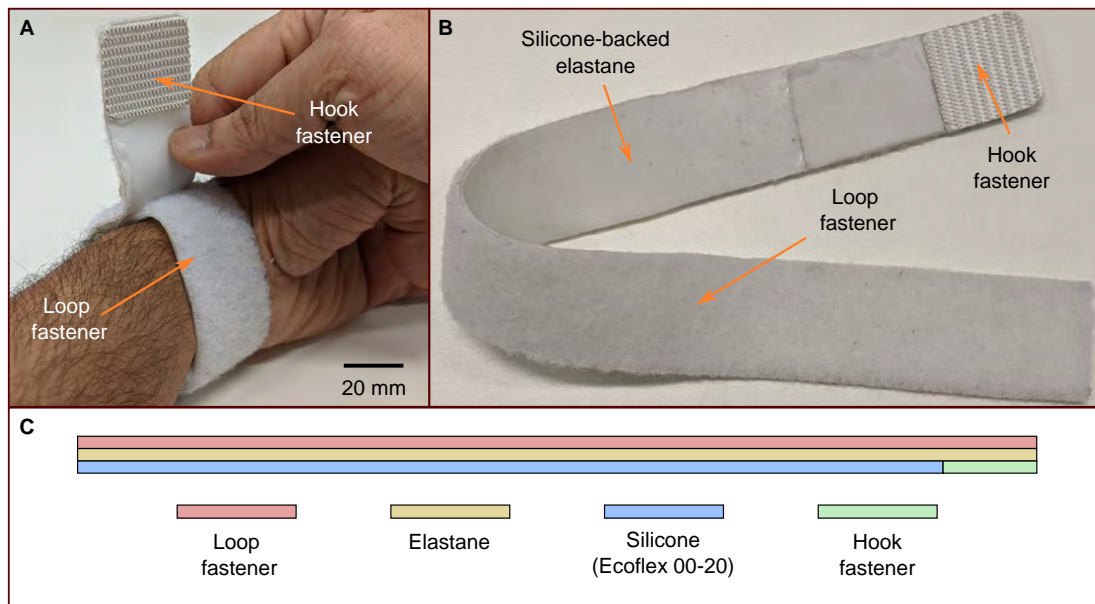 A
Hook
fastener
Loop
fastener
20 mm
B
Silicone-backed
elastane
Hook
fastener
Loop
fastener
C
Loop
fastener
Elastane
Silicone
(Ecoflex 00-20)
Hook
fastener